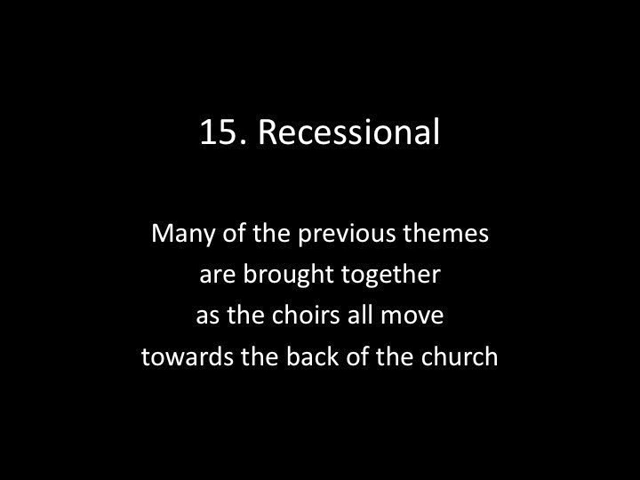 15. Recessional
Many of the previous themes
are brought together
as the choirs all move
towards the back of the church